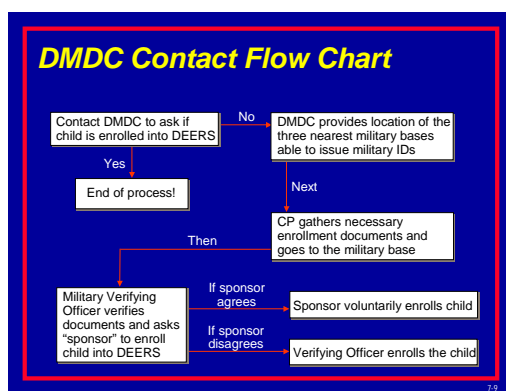 DMDC Contact Flow Chart
Contact DMDC to ask if
child is enrolled into DEERS
No
DMDC provides location of the
three nearest military bases
able to issue military IDs
Yes
End of process!
Next
CP gathers necessary
enrollment documents and
goes to the military base
Then
Military Verifying
Officer verifies
documents and asks
“sponsor” to enroll
child into DEERS
If sponsor
agrees
Sponsor voluntarily enrolls child
If sponsor
disagrees
Verifying Officer enrolls the child
7-9